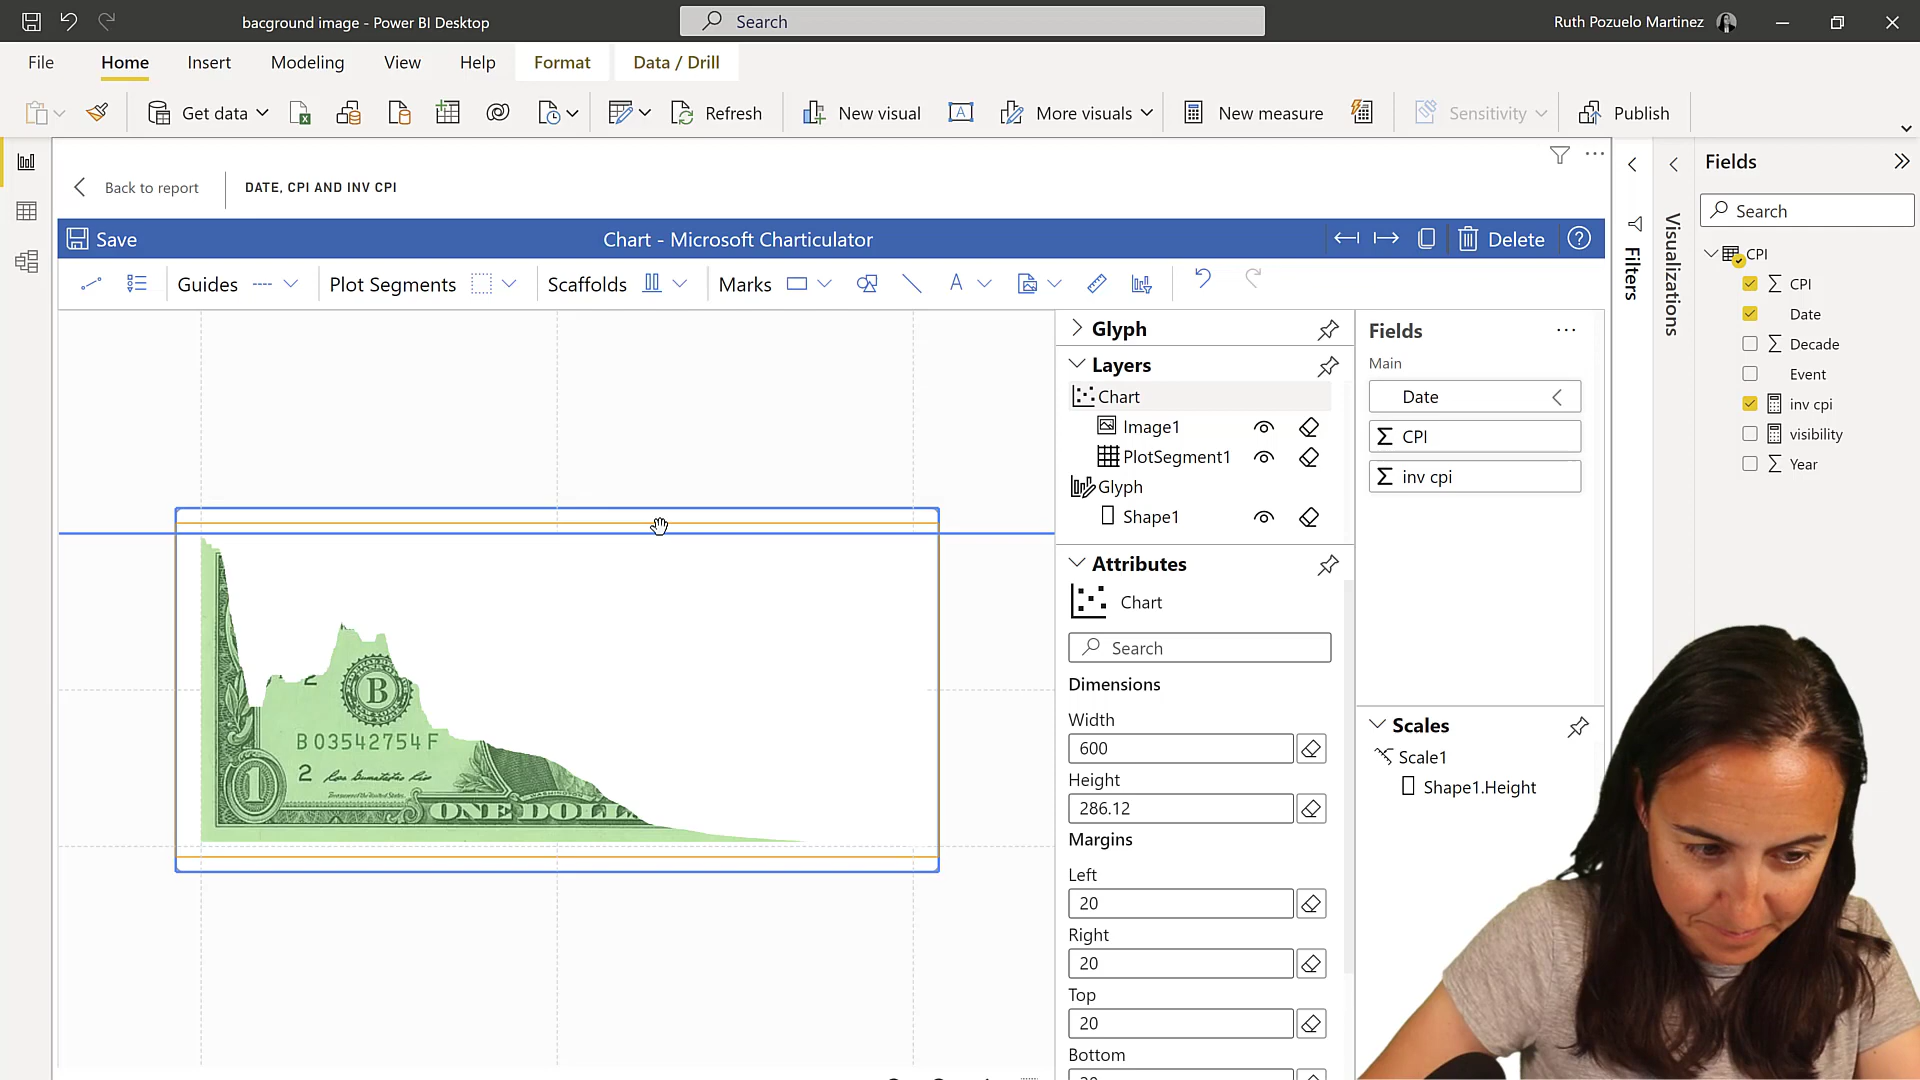 bacground image - Power BI Desktop
Search
Ruth Pozuelo Martinez
File
Home
Insert
Modeling
View
Help
Format
Data / Drill
Get data
Refresh
New visual
More visuals
New measure
Sensitivity
Publish
Back to report
DATE, CPI AND INV CPI
Save
Chart - Microsoft Charticulator
Delete
Guides
Plot Segments
Scaffolds
Marks
Glyph
Layers
Chart
Image1
PlotSegment1
Glyph
Shape1
Attributes
Chart
Search
Dimensions
Width
600
Height
286.12
Margins
Left
20
Right
20
Top
20
Bottom
Fields
Main
Date
CPI
inv cpi
Scales
Scale1
Shape1.Height
Filters
Visualizations
Fields
Search
CPI
CPI
Date
Decade
Event
inv cpi
visibility
Year
2
B
B 03542754 F
2
1
ONE DOLL